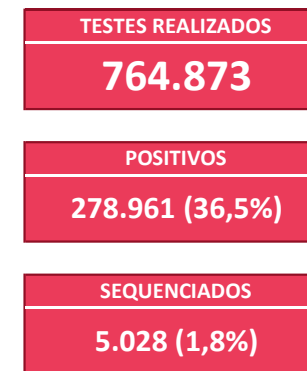 TESTES REALIZADOS
764.873
POSITIVOS
278.961 (36,5%)
SEQUENCIADOS
5.028 (1,8%)